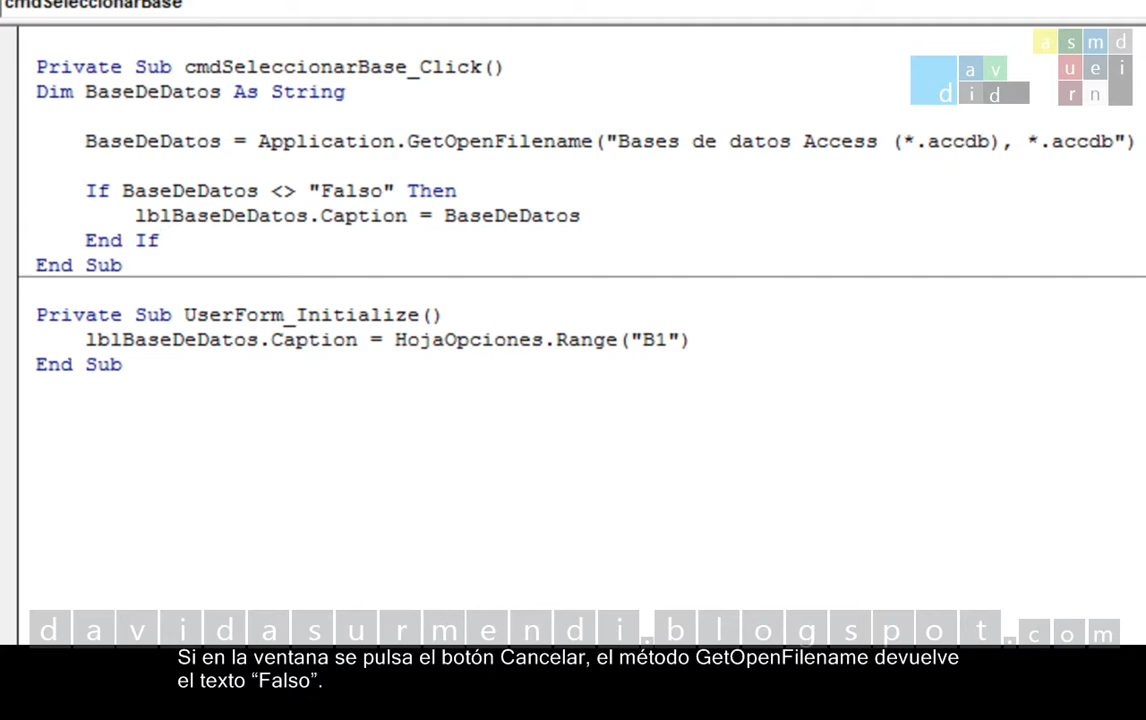 cmdSeleccionarBase
Private Sub cmdSeleccionarBase_Click()
Dim BaseDeDatos As String
BaseDeDatos = Application.GetOpenFilename("Bases de datos Access (*.accdb), *.accdb")
If BaseDeDatos <> "Falso" Then
lblBaseDeDatos.Caption = BaseDeDatos
End If
End Sub
Private Sub UserForm_Initialize()
lblBaseDeDatos.Caption = HojaOpciones.Range("B1")
End Sub
a s m d
a v u e i
d i d r n
davidasurmendi.blogspot.com
Si en la ventana se pulsa el botón Cancelar, el método GetOpenFilename devuelve
el texto “Falso”.